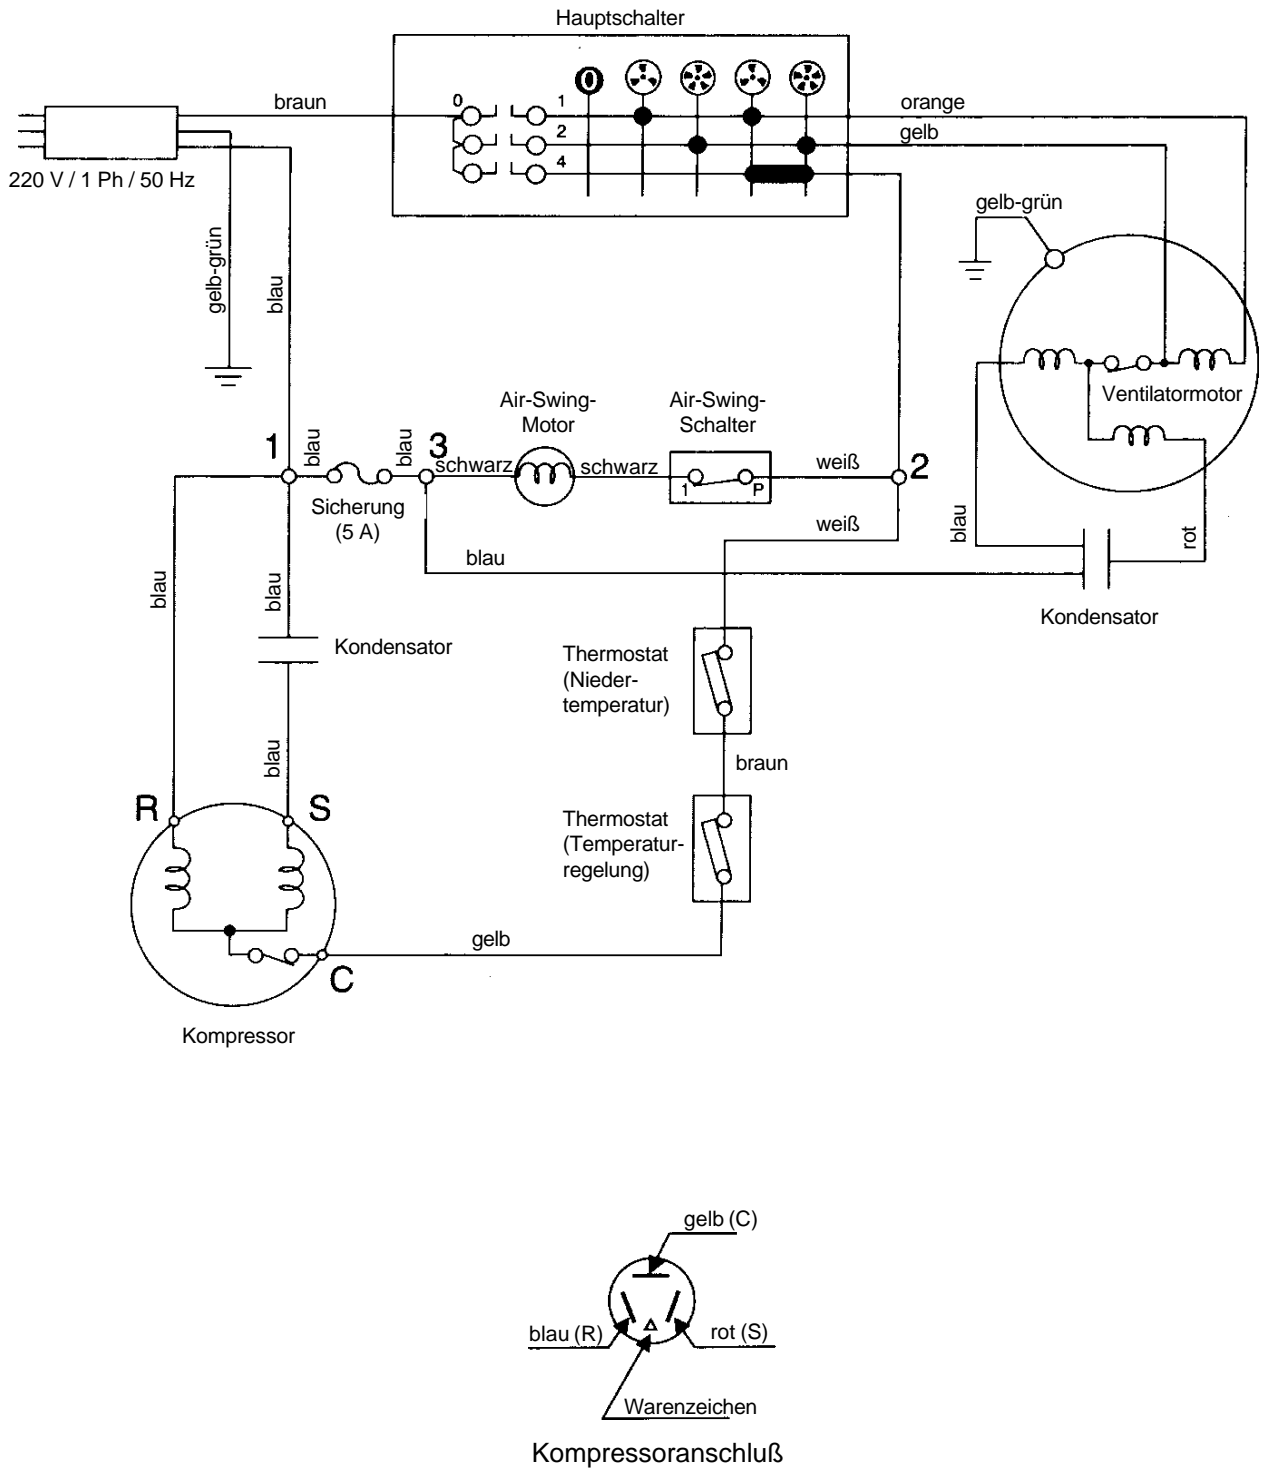 Hauptschalter
braun
0
1
2
4
0
orange
gelb
220 V / 1 Ph / 50 Hz
gelb-grün
gelb-grün
blau
Ventilatormotor
Air-Swing-
Motor
Air-Swing-
Schalter
1
blau
blau
3
schwarz
schwarz
1
P
weiß
2
Sicherung
(5 A)
weiß
blau
rot
blau
blau
blau
Kondensator
Kondensator
Thermostat
(Nieder-
temperatur)
blau
braun
R
S
Thermostat
(Temperatur-
regelung)
gelb
C
Kompressor
gelb (C)
blau (R)
rot (S)
Warenzeichen
Kompressoranschluß